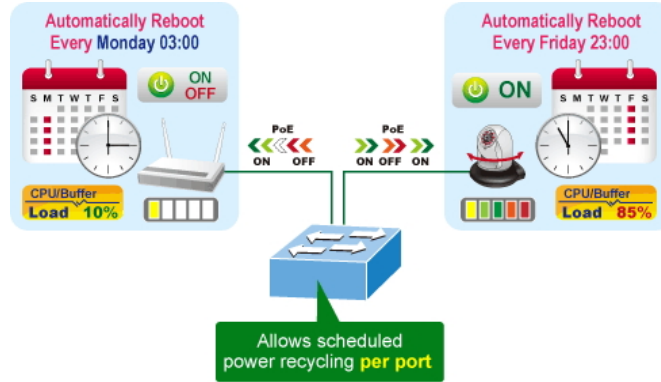 Automatically Reboot
Every Monday 03:00
S M T W T F S
ON
OFF
CPU/Buffer
Load 10%
PoE
ON OFF
PoE
ON OFF ON
Automatically Reboot
Every Friday 23:00
ON
S M T W T F S
CPU/Buffer
Load 85%
Allows scheduled
power recycling per port